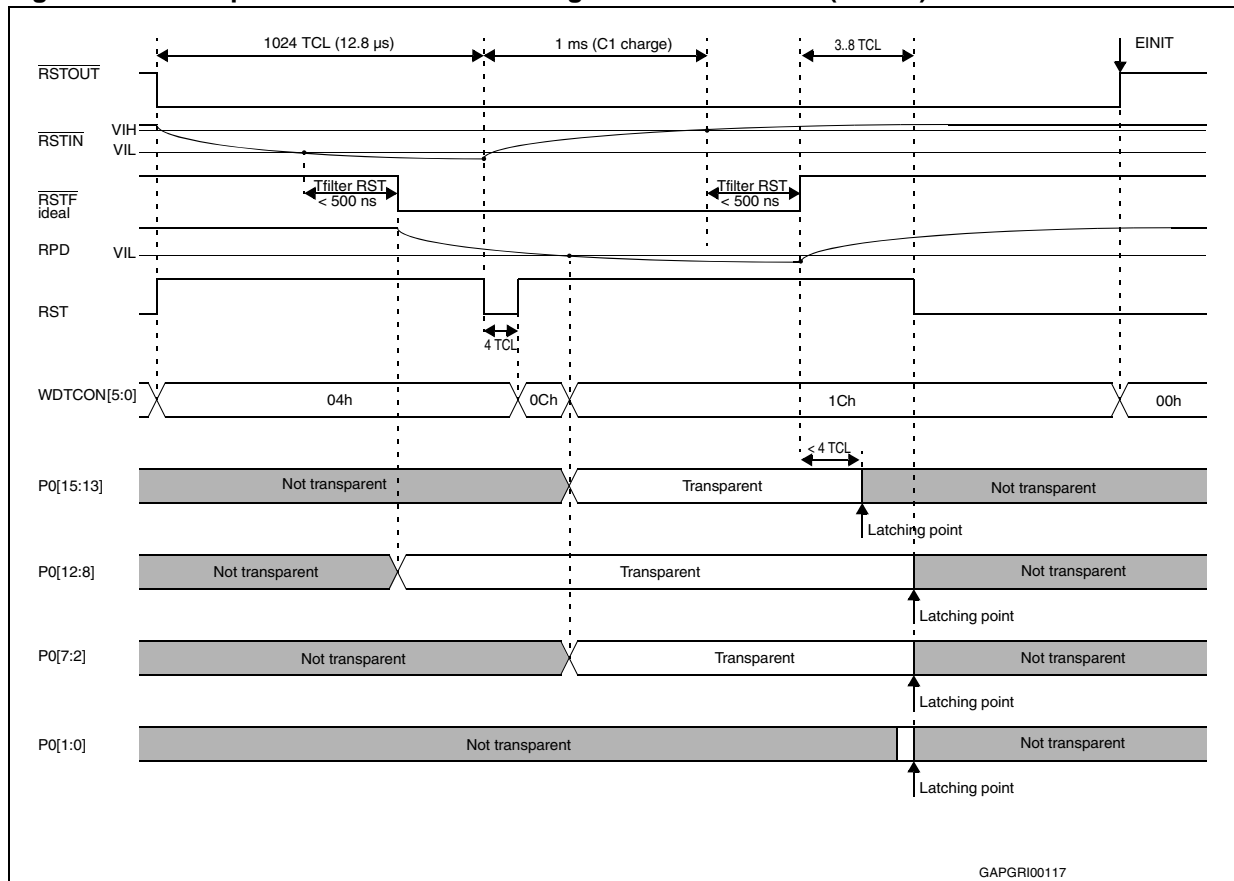 1024 TCL (12.8 µs)
1 ms (C1 charge)
3..8 TCL
EINIT
RSTOUT
RSTIN
VIH
VIL
Tfilter RST
< 500 ns
Tfilter RST
< 500 ns
RSTF
ideal
RPD
VIL
RST
4 TCL
WDTCON[5:0]
04h
0Ch
1Ch
00h
< 4 TCL
P0[15:13]
Not transparent
Transparent
Not transparent
Latching point
P0[12:8]
Not transparent
Transparent
Not transparent
Latching point
P0[7:2]
Not transparent
Transparent
Not transparent
Latching point
P0[1:0]
Not transparent
Not transparent
Latching point
GAPGRI00117